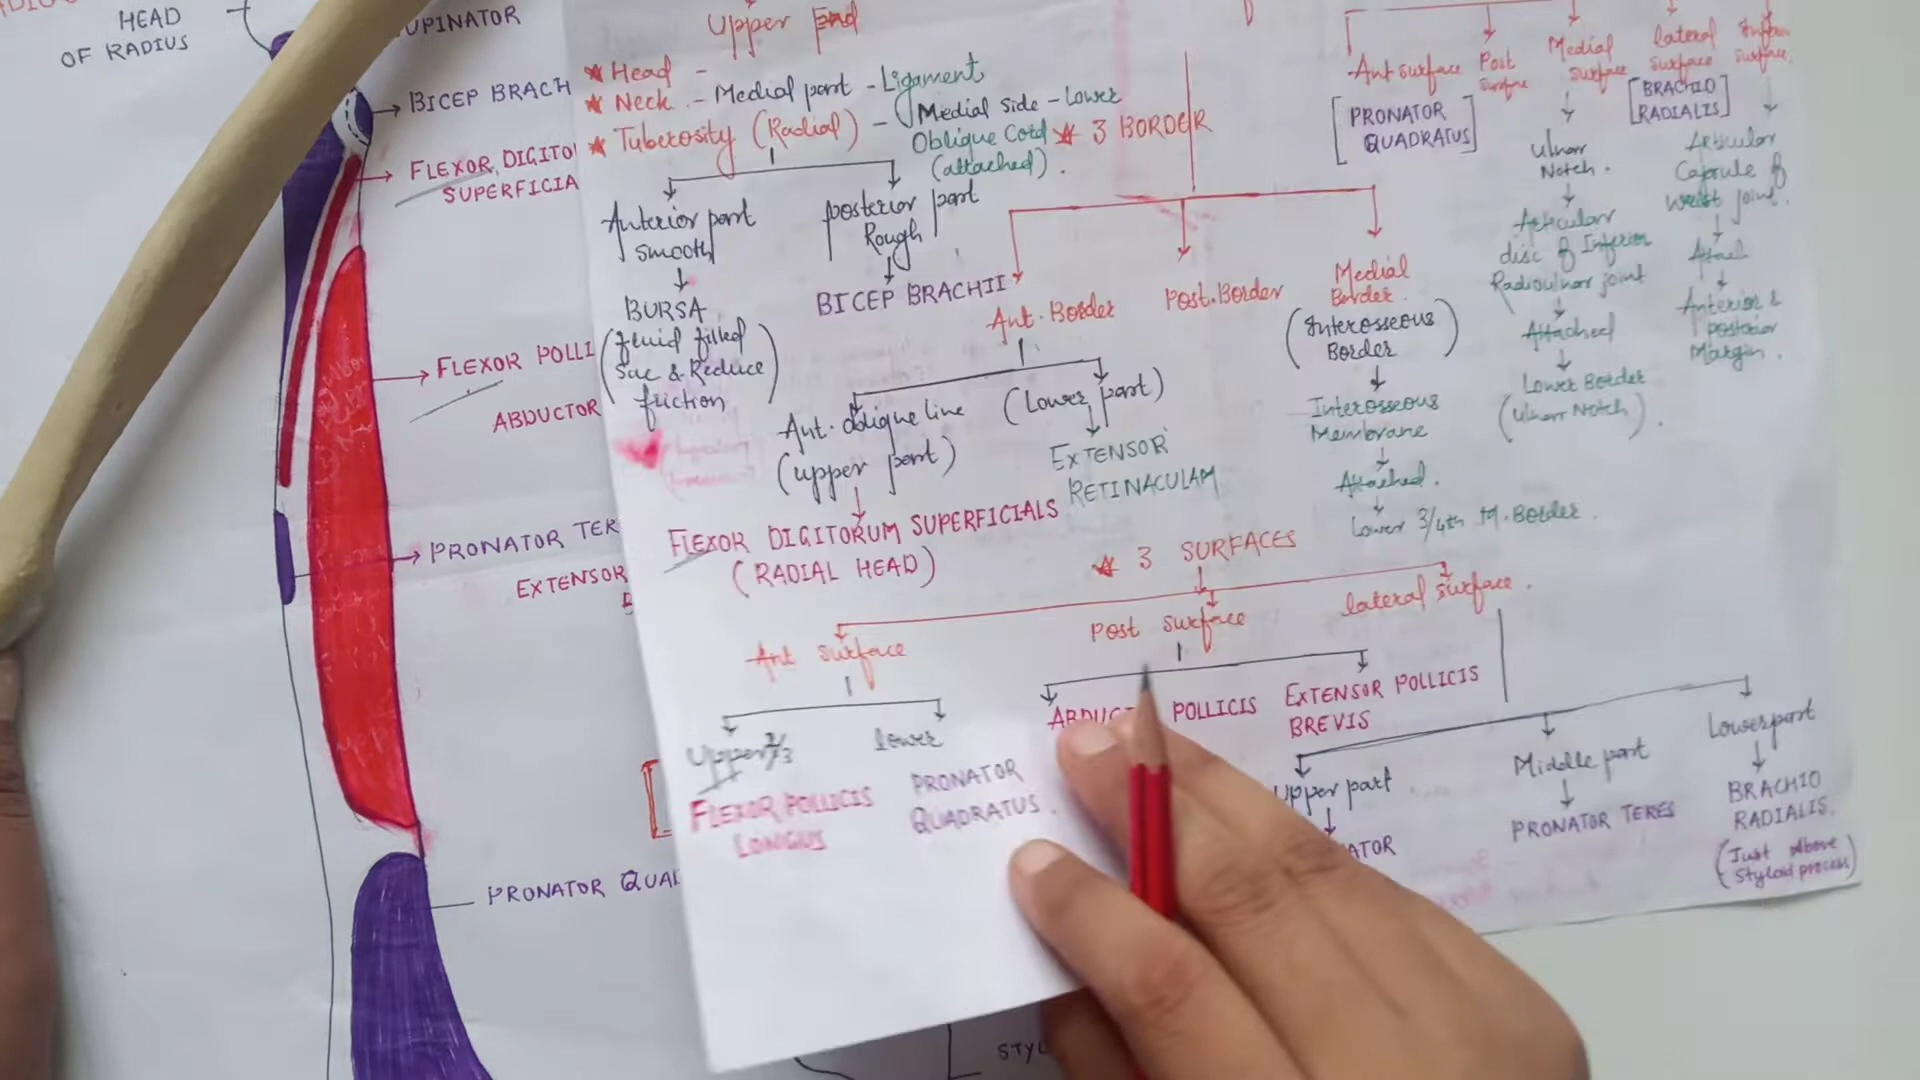 HEAD
OF RADIUS
UPINATOR
BICEP BRACH
FLEXOR DIGITO
SUPERFICIA
FLEXOR POLLI
ABDUCTOR
PRONATOR TER
EXTENSOR
PRONATOR QUAD
STYL
Upper End
* Head -
* Neck - Medial part - Ligament
* Tuberosity (Radial) - Medial Side - Lower
Oblique Cord
(attached).
Anterior part
smooth
BURSA
(fluid filled
Sac & Reduce
friction)
posterior part
Rough
BICEP BRACHII
* 3 BORDER
Ant. Border
Post. Border
Medial
Border.
(Interosseous
Border)
Interosseous
Membrane
Attached.
Lower 3/4th M. Border.
Ant. oblique line
(upper part)
FLEXOR DIGITORUM SUPERFICIALS
(RADIAL HEAD)
(Lower part)
EXTENSOR
RETINACULAM
* 3 SURFACES
Ant surface
Post surface
lateral surface.
Upper 2/3
FLEXOR POLLICIS
LONGUS
lower
PRONATOR
QUADRATUS.
ABDUC POLLICIS
EXTENSOR POLLICIS
BREVIS
Upper part
ATOR
Middle part
PRONATOR TERES
Lower part
BRACHIO
RADIALIS.
(Just above
styloid process)
Ant surface
[PRONATOR
QUADRATUS]
Post
surface
Medial
surface
Ulnar
Notch.
Articular
disc of Inferior
Radioulnar joint
Attached
Lower Border
(Ulnar Notch).
lateral
surface
[BRACHIO
RADIALIS]
surface.
Articular
Capsule of
Wrist joint.
Attach
Anterior &
posterior
Margin.